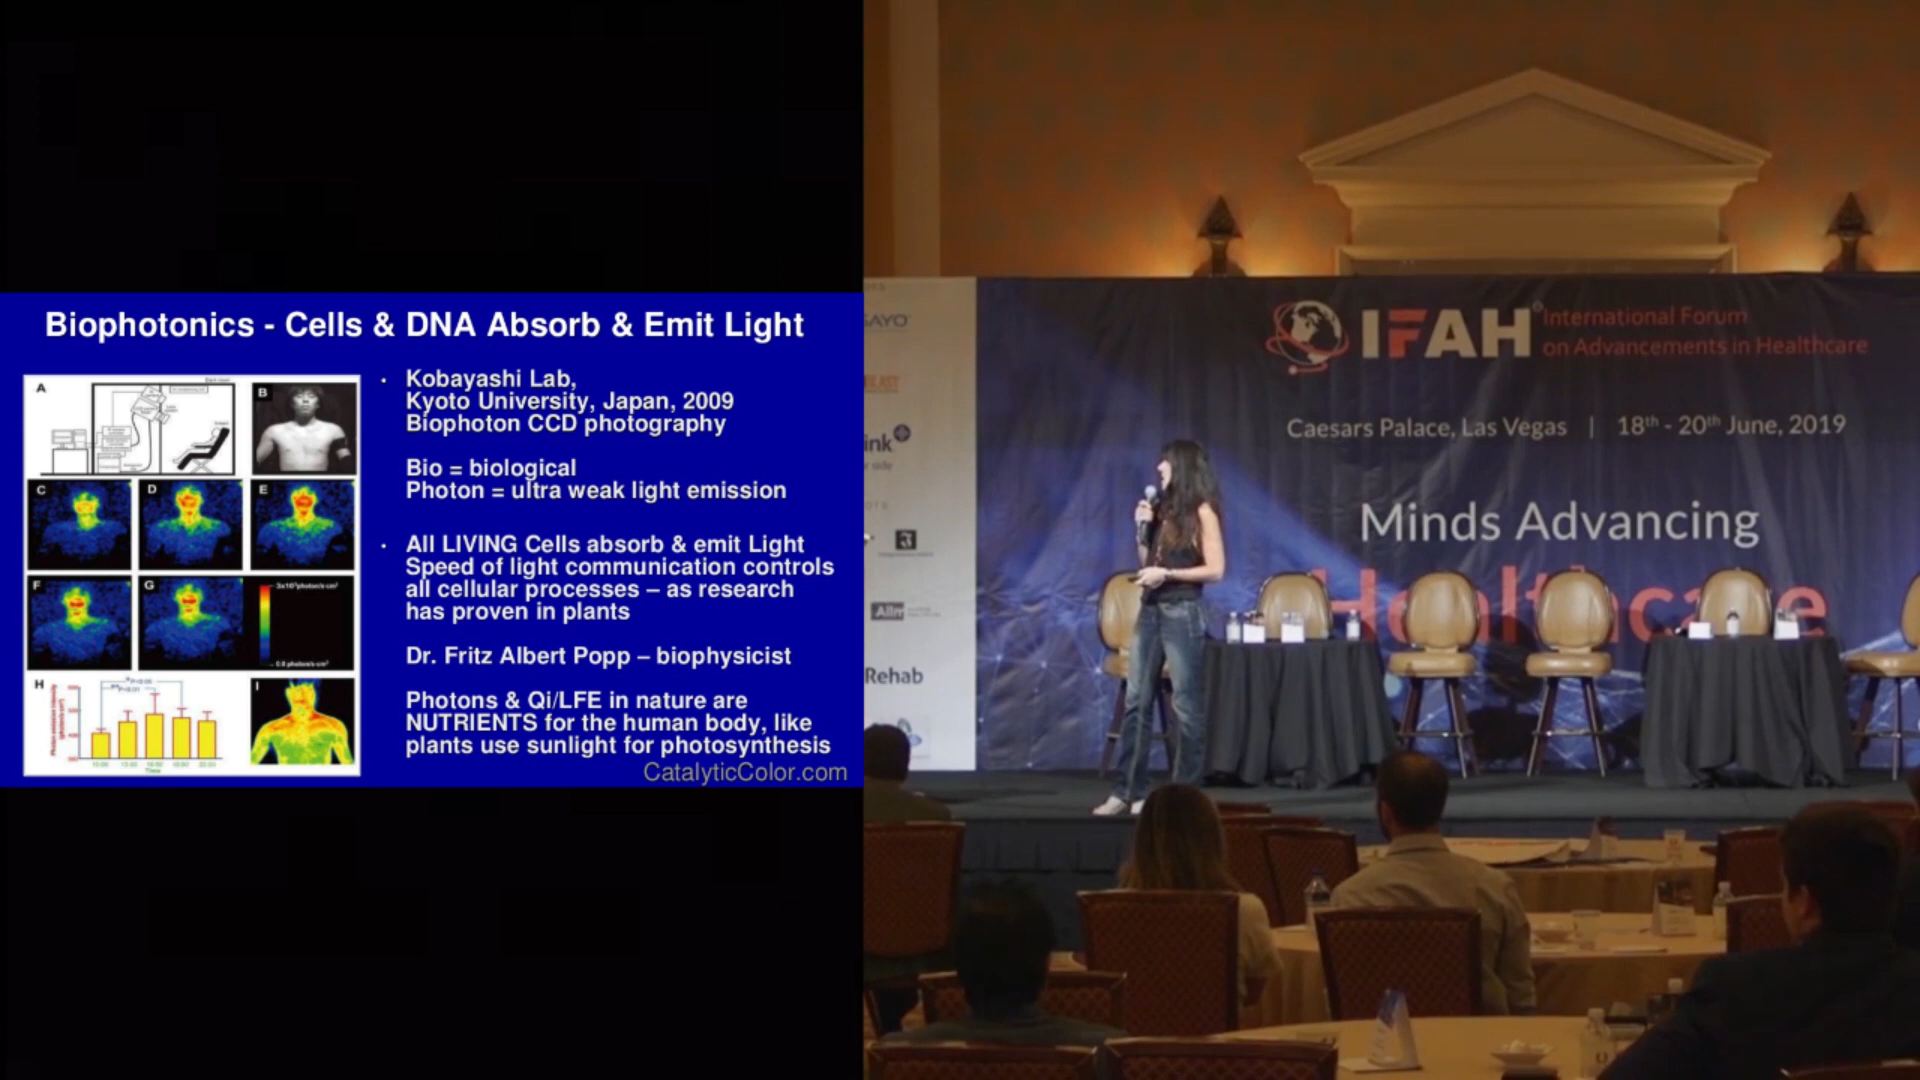 Biophotonics - Cells & DNA Absorb & Emit Light
A
B
C
D
E
F
G
H
I
Time
• Kobayashi Lab,
Kyoto University, Japan, 2009
Biophoton CCD photography
Bio = biological
Photon = ultra weak light emission
• All LIVING Cells absorb & emit Light
Speed of light communication controls
all cellular processes – as research
has proven in plants
Dr. Fritz Albert Popp – biophysicist
Photons & Qi/LFE in nature are
NUTRIENTS for the human body, like
plants use sunlight for photosynthesis
CatalyticColor.com
SAYO
ink
Rehab
IFAH® International Forum
on Advancements in Healthcare
Caesars Palace, Las Vegas | 18th - 20th June, 2019
Minds Advancing
Healthcare